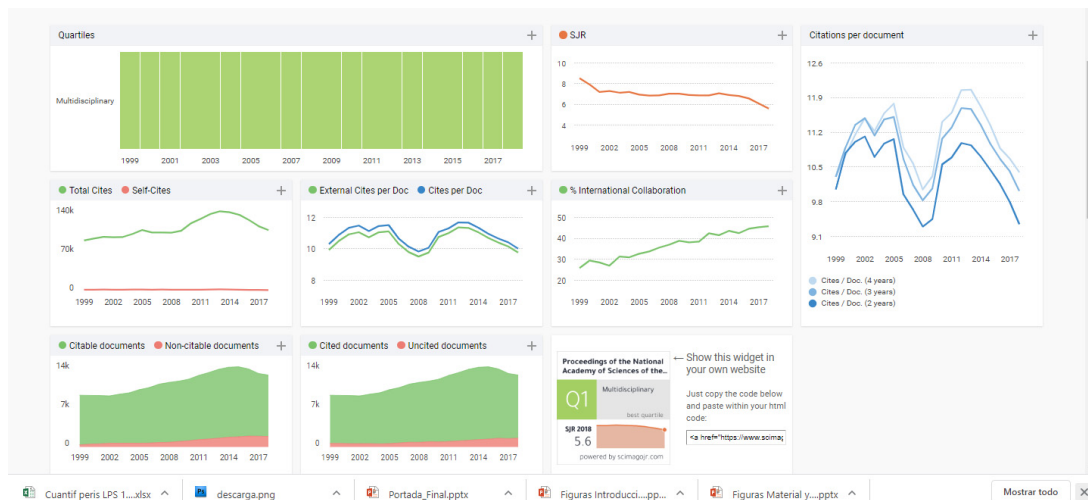 Quartiles
Multidisciplinary
1999 2001 2003 2005 2007 2009 2011 2013 2015 2017
SJR
10
8
6
4
1999 2002 2005 2008 2011 2014 2017
Citations per document
12.6
11.9
11.2
10.5
9.8
9.1
1999 2002 2005 2008 2011 2014 2017
Cites / Doc. (4 years)
Cites / Doc. (3 years)
Cites / Doc. (2 years)
Total Cites Self-Cites
140k
70k
0
1999 2002 2005 2008 2011 2014 2017
External Cites per Doc Cites per Doc
12
10
8
1999 2002 2005 2008 2011 2014 2017
% International Collaboration
50
40
30
20
1999 2002 2005 2008 2011 2014 2017
Citable documents Non-citable documents
14k
7k
0
1999 2002 2005 2008 2011 2014 2017
Cited documents Uncited documents
14k
7k
0
1999 2002 2005 2008 2011 2014 2017
Proceedings of the National
Academy of Sciences of the...
Q1
Multidisciplinary
best quartile
SJR 2018
5.6
powered by scimagojr.com
← Show this widget in
your own website
Just copy the code below
and paste within your html
code:
<a href="https://www.scimag
Cuantif peris LPS 1....xlsx
descarga.png
Portada_Final.pptx
Figuras Introducci....pp...
Figuras Material y....pptx
Mostrar todo